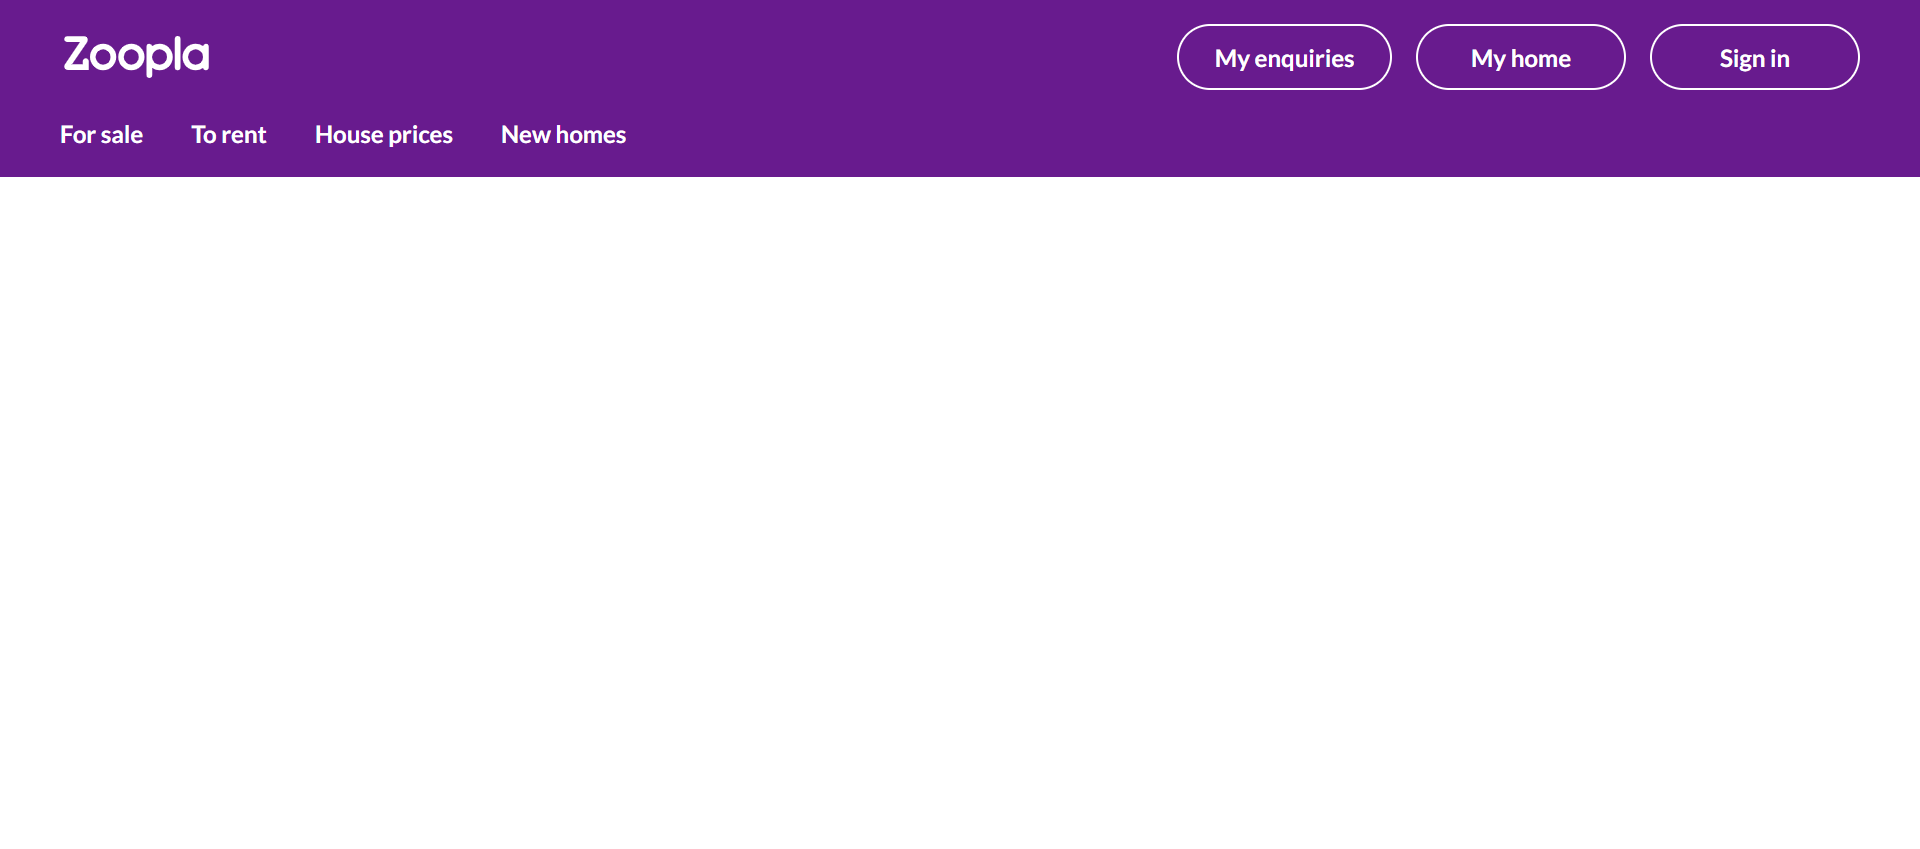 Zoopla
My enquiries
My home
Sign in
For sale
To rent
House prices
New homes